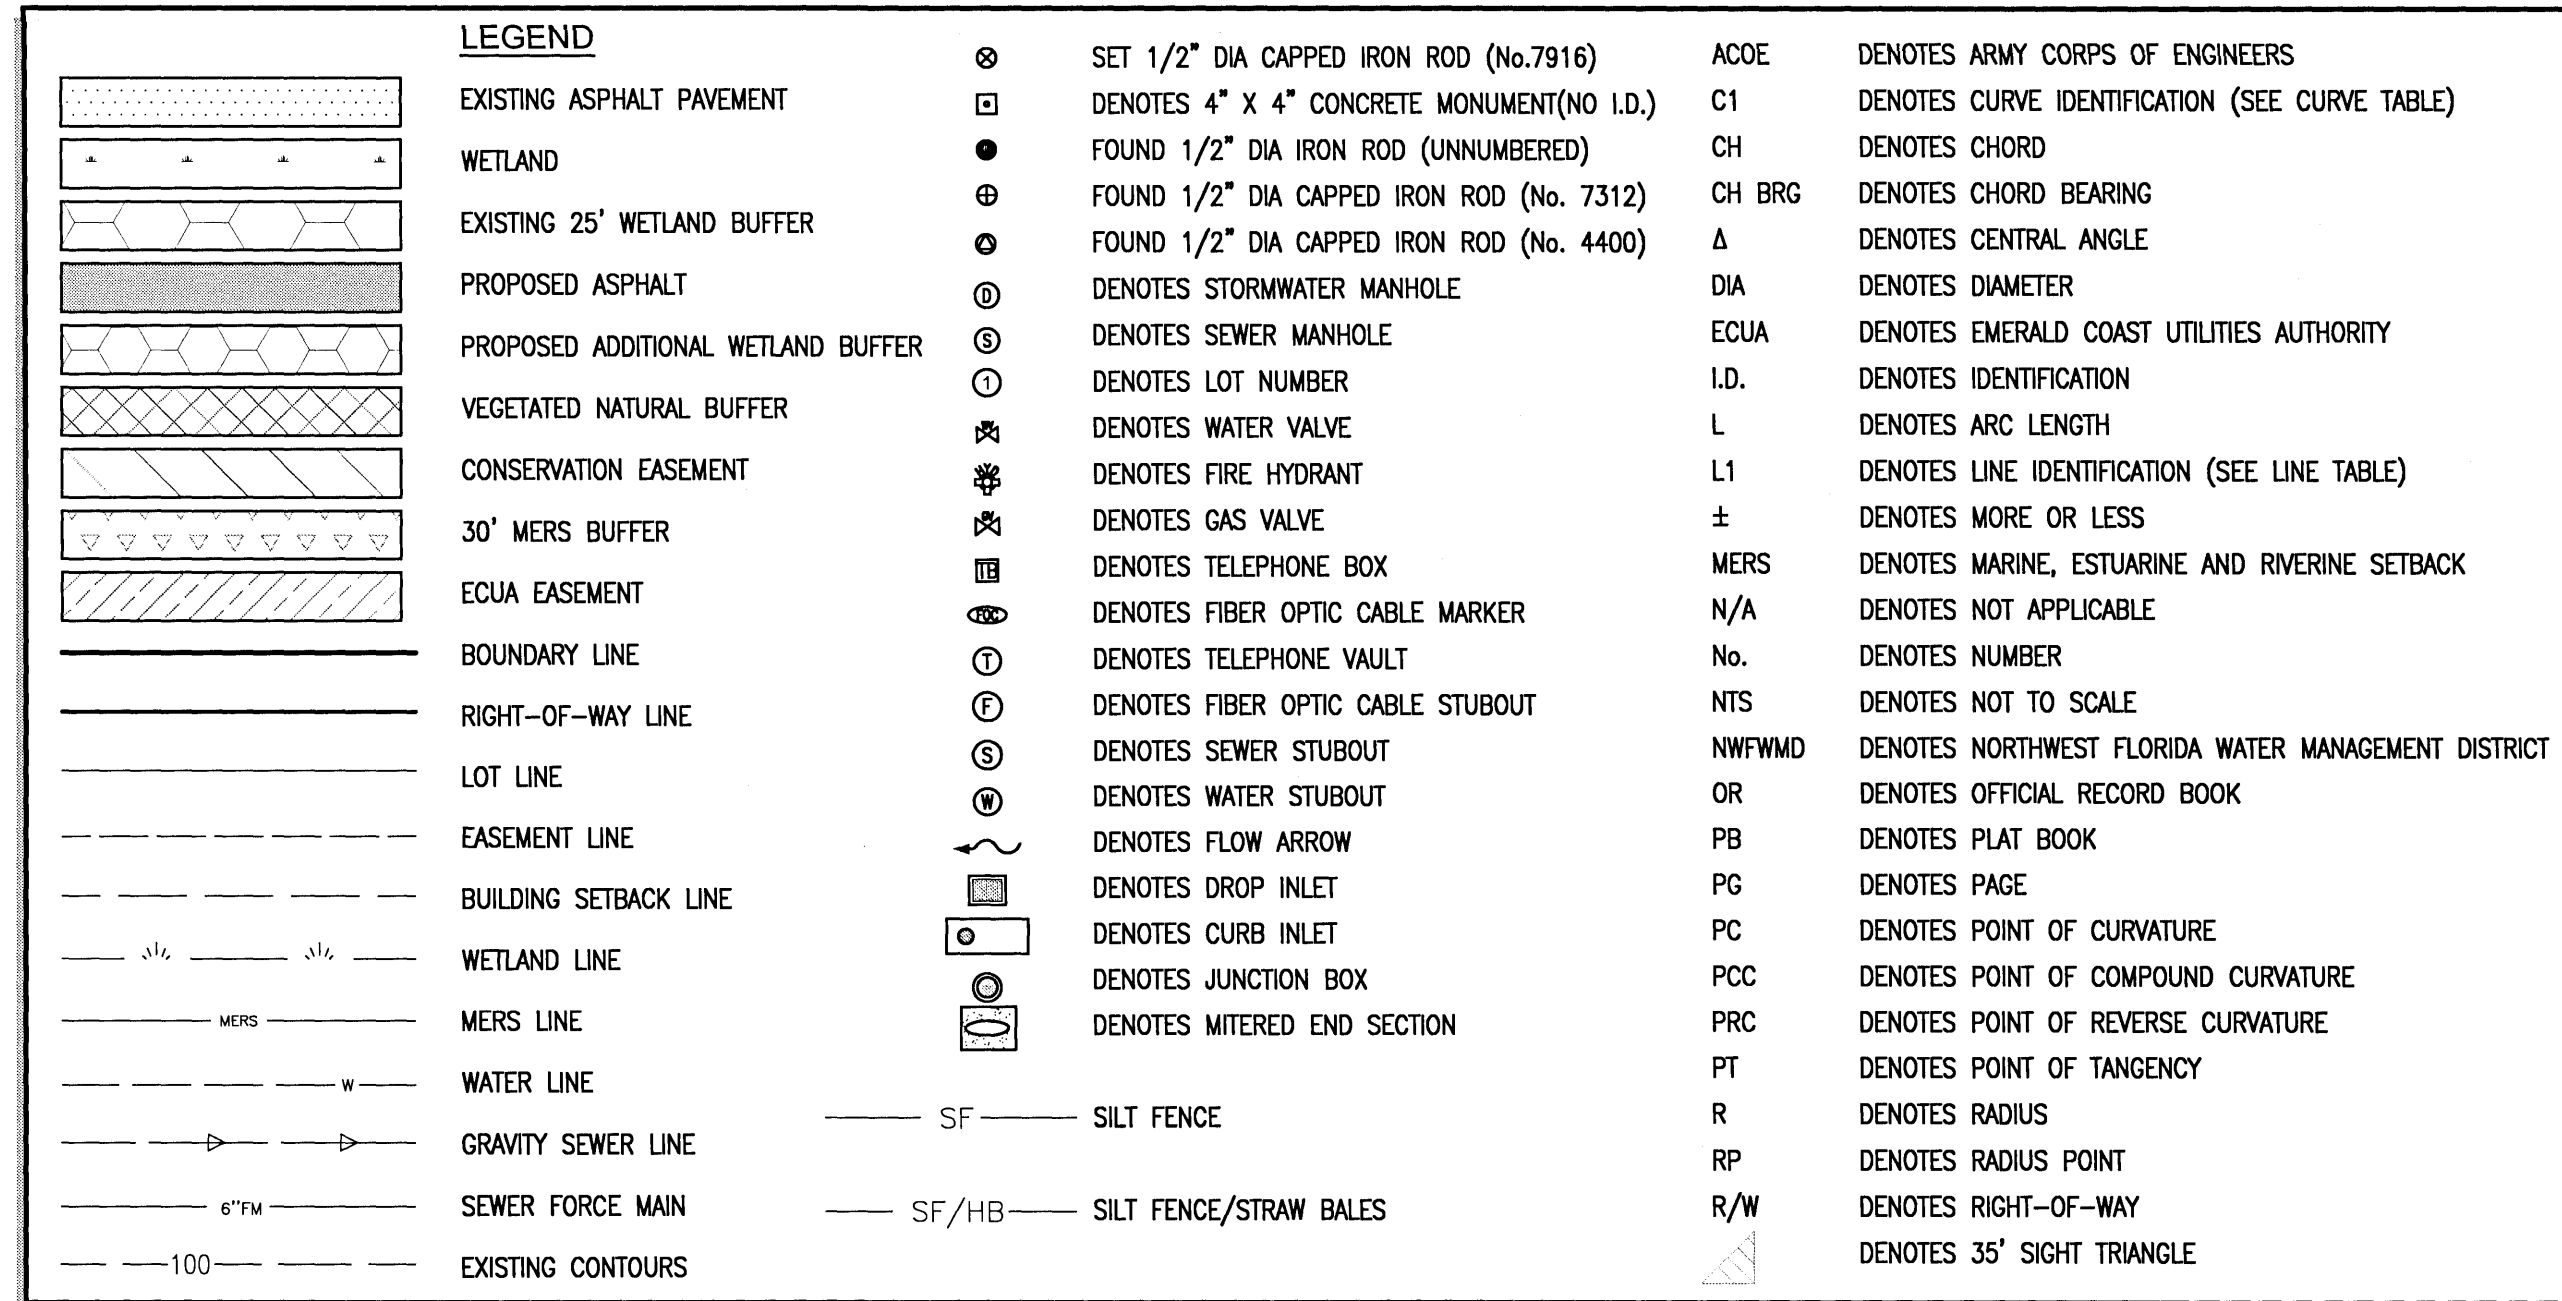 LEGEND
EXISTING ASPHALT PAVEMENT
WETLAND
EXISTING 25' WETLAND BUFFER
PROPOSED ASPHALT
PROPOSED ADDITIONAL WETLAND BUFFER
VEGETATED NATURAL BUFFER
CONSERVATION EASEMENT
30' MERS BUFFER
ECUA EASEMENT
BOUNDARY LINE
RIGHT-OF-WAY LINE
LOT LINE
EASEMENT LINE
BUILDING SETBACK LINE
WETLAND LINE
MERS MERS LINE
W WATER LINE
GRAVITY SEWER LINE
6"FM SEWER FORCE MAIN
100 EXISTING CONTOURS
SET 1/2" DIA CAPPED IRON ROD (No.7916)
DENOTES 4" X 4" CONCRETE MONUMENT(NO I.D.)
FOUND 1/2" DIA IRON ROD (UNNUMBERED)
FOUND 1/2" DIA CAPPED IRON ROD (No. 7312)
FOUND 1/2" DIA CAPPED IRON ROD (No. 4400)
D DENOTES STORMWATER MANHOLE
S DENOTES SEWER MANHOLE
1 DENOTES LOT NUMBER
DENOTES WATER VALVE
DENOTES FIRE HYDRANT
DENOTES GAS VALVE
TB DENOTES TELEPHONE BOX
FOC DENOTES FIBER OPTIC CABLE MARKER
T DENOTES TELEPHONE VAULT
F DENOTES FIBER OPTIC CABLE STUBOUT
S DENOTES SEWER STUBOUT
W DENOTES WATER STUBOUT
DENOTES FLOW ARROW
DENOTES DROP INLET
DENOTES CURB INLET
DENOTES JUNCTION BOX
DENOTES MITERED END SECTION
SF SILT FENCE
SF/HB SILT FENCE/STRAW BALES
ACOE DENOTES ARMY CORPS OF ENGINEERS
C1 DENOTES CURVE IDENTIFICATION (SEE CURVE TABLE)
CH DENOTES CHORD
CH BRG DENOTES CHORD BEARING
Δ DENOTES CENTRAL ANGLE
DIA DENOTES DIAMETER
ECUA DENOTES EMERALD COAST UTILITIES AUTHORITY
I.D. DENOTES IDENTIFICATION
L DENOTES ARC LENGTH
L1 DENOTES LINE IDENTIFICATION (SEE LINE TABLE)
± DENOTES MORE OR LESS
MERS DENOTES MARINE, ESTUARINE AND RIVERINE SETBACK
N/A DENOTES NOT APPLICABLE
No. DENOTES NUMBER
NTS DENOTES NOT TO SCALE
NWFWMD DENOTES NORTHWEST FLORIDA WATER MANAGEMENT DISTRICT
OR DENOTES OFFICIAL RECORD BOOK
PB DENOTES PLAT BOOK
PG DENOTES PAGE
PC DENOTES POINT OF CURVATURE
PCC DENOTES POINT OF COMPOUND CURVATURE
PRC DENOTES POINT OF REVERSE CURVATURE
PT DENOTES POINT OF TANGENCY
R DENOTES RADIUS
RP DENOTES RADIUS POINT
R/W DENOTES RIGHT-OF-WAY
DENOTES 35' SIGHT TRIANGLE